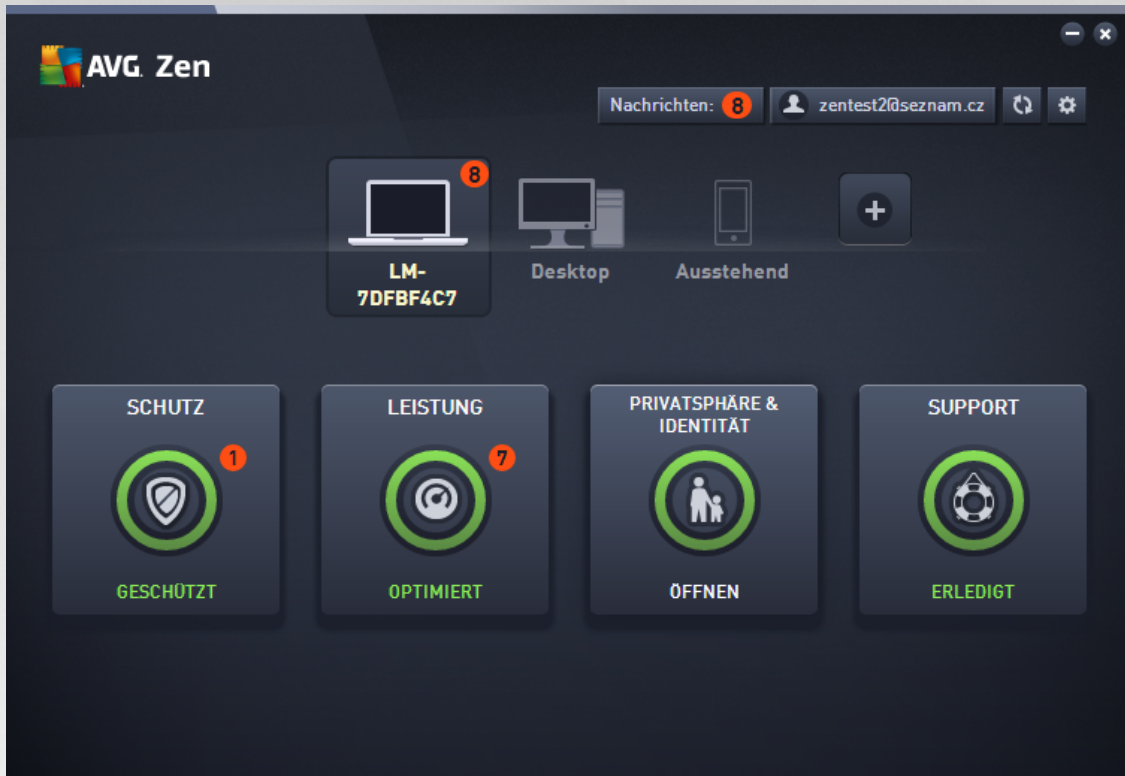 AVG. Zen
Nachrichten: 8
zentest2@seznam.cz
8
LM-
7DFBF4C7
Desktop
Ausstehend
SCHUTZ
1
GESCHÜTZT
LEISTUNG
7
OPTIMIERT
PRIVATSPHÄRE &
IDENTITÄT
ÖFFNEN
SUPPORT
ERLEDIGT